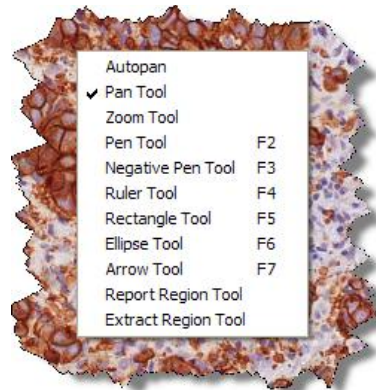 Autopan
Pan Tool
Zoom Tool
Pen Tool F2
Negative Pen Tool F3
Ruler Tool F4
Rectangle Tool F5
Ellipse Tool F6
Arrow Tool F7
Report Region Tool
Extract Region Tool